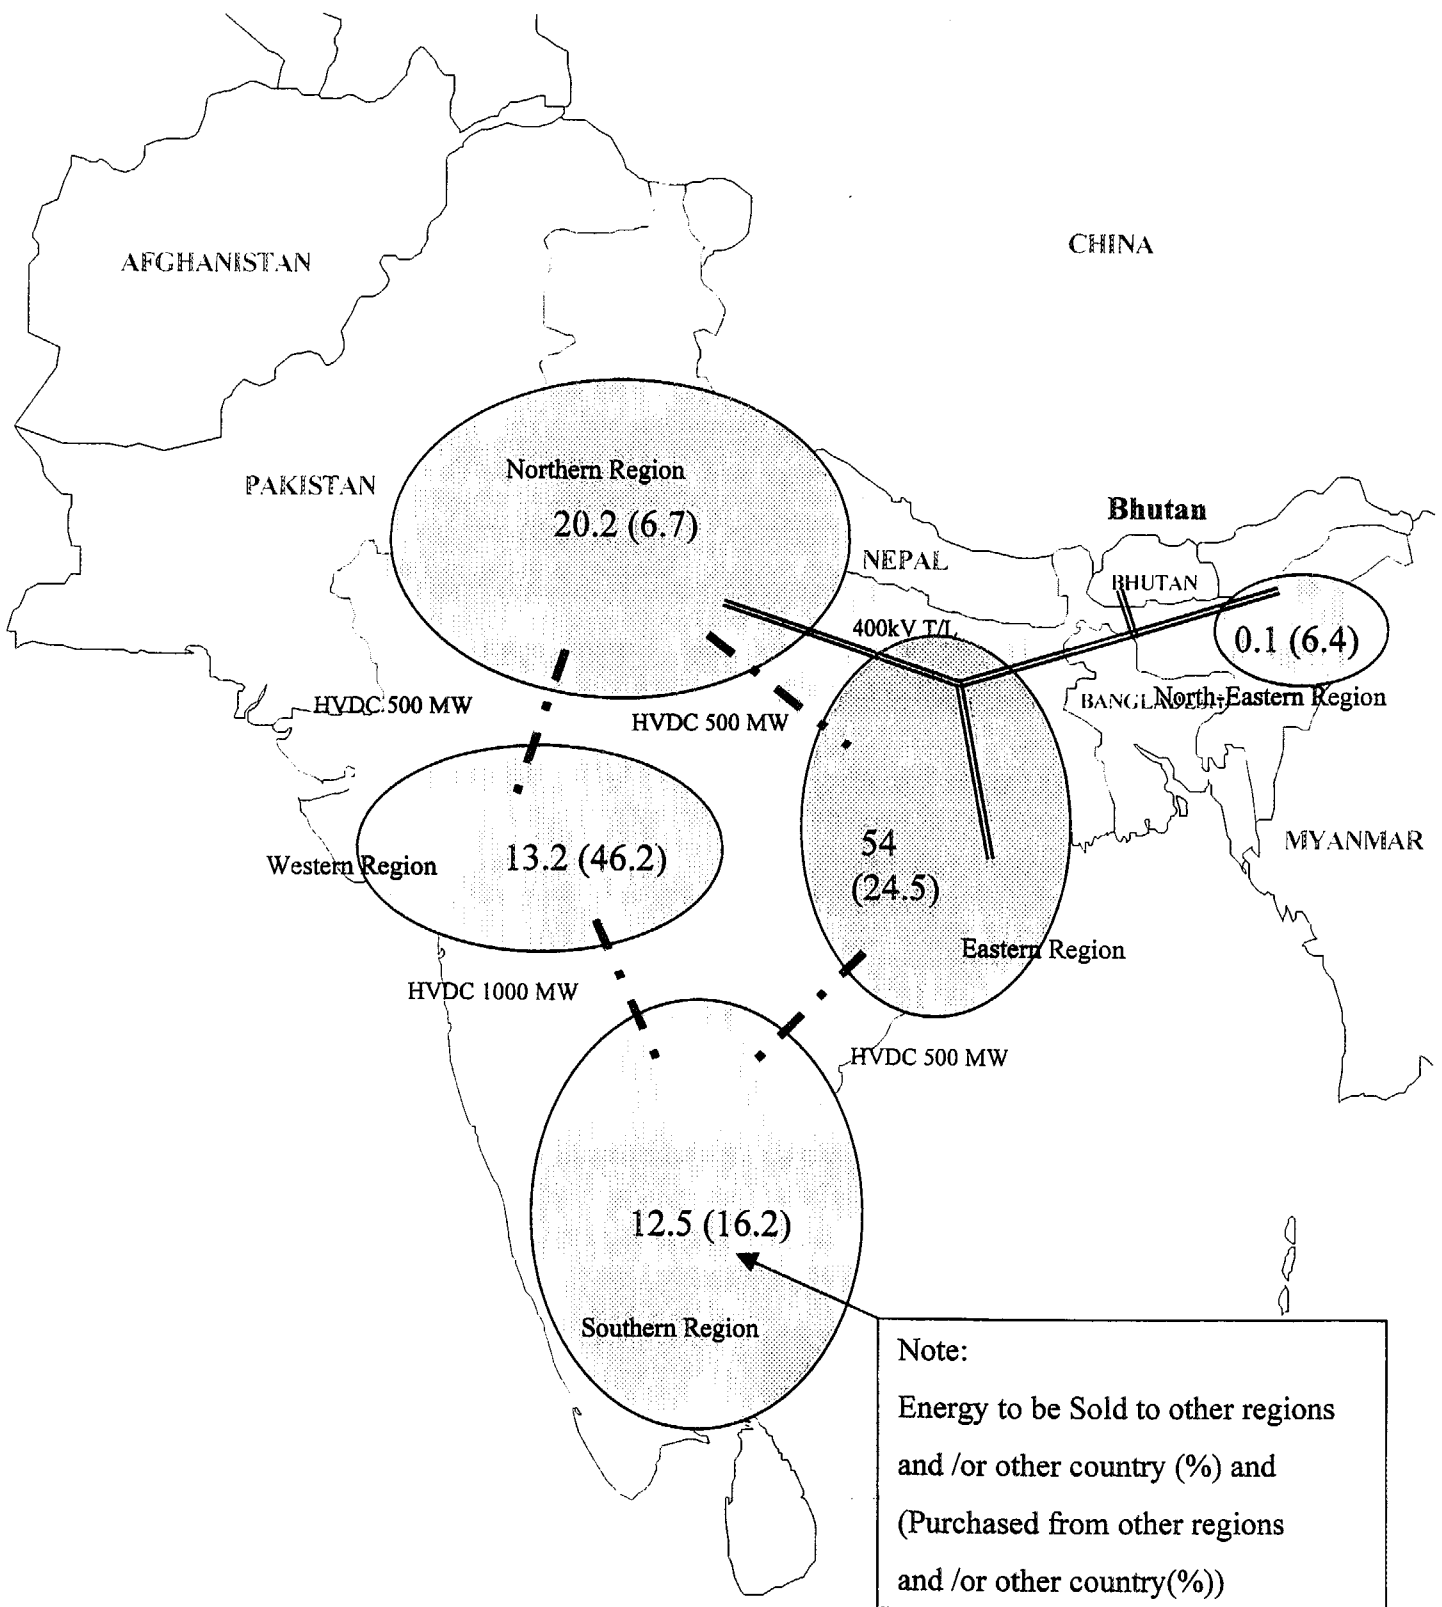 CHINA
AFGHANISTAN
Northern Region
PAKISTAN
20.2 (6.7)
Bhutan
NEPAL
BHUTAN
400kV T/L
0.1 (6.4)
HVDC 500 MW
HVDC 500 MW
North-Eastern Region
54
MYANMAR
Western Region
13.2 (46.2)
(24.5)
Eastern Region
HVDC 1000 MW
HVDC 500 MW
12.5 (16.2)
Southern Region
Note:
Energy to be Sold to other regions
and /or other country (%) and
(Purchased from other regions
and /or other country(%))